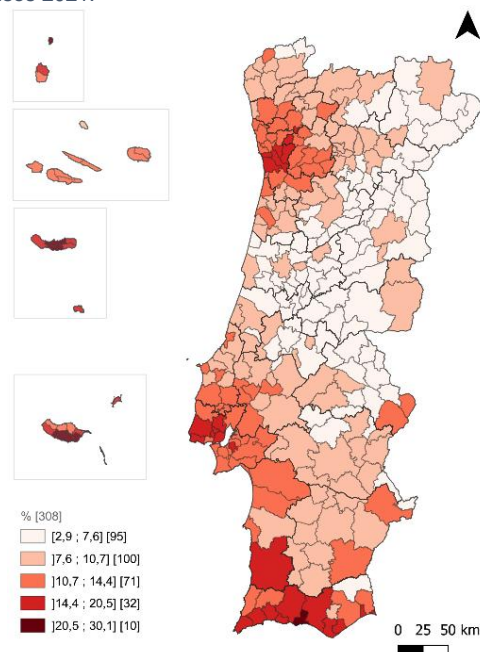 % [308]
[2,9 ; 7,6] [95]
]7,6 ; 10,7] [100]
]10,7 ; 14,4] [71]
]14,4 ; 20,5] [32]
]20,5 ; 30,1] [10]
0 25 50 km